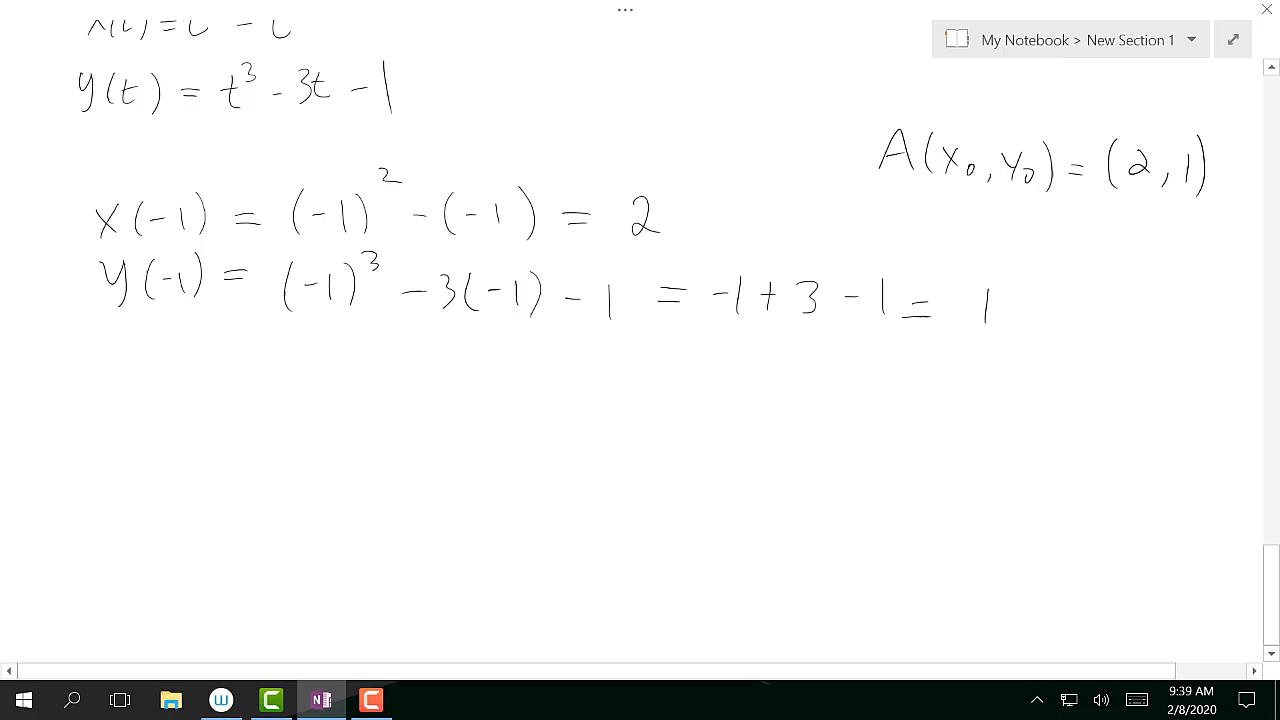 My Notebook > New Section 1
y(t) = t³ - 3t - 1
A(x₀, y₀) = (2, 1)
x(-1) = (-1)² - (-1) = 2
y(-1) = (-1)³ - 3(-1) - 1 = -1 + 3 - 1 = 1
9:39 AM
2/8/2020